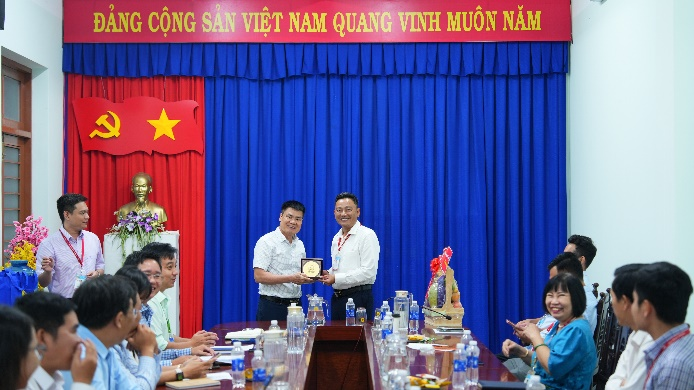 ĐẢNG CỘNG SẢN VIỆT NAM QUANG VINH MUÔN NĂM